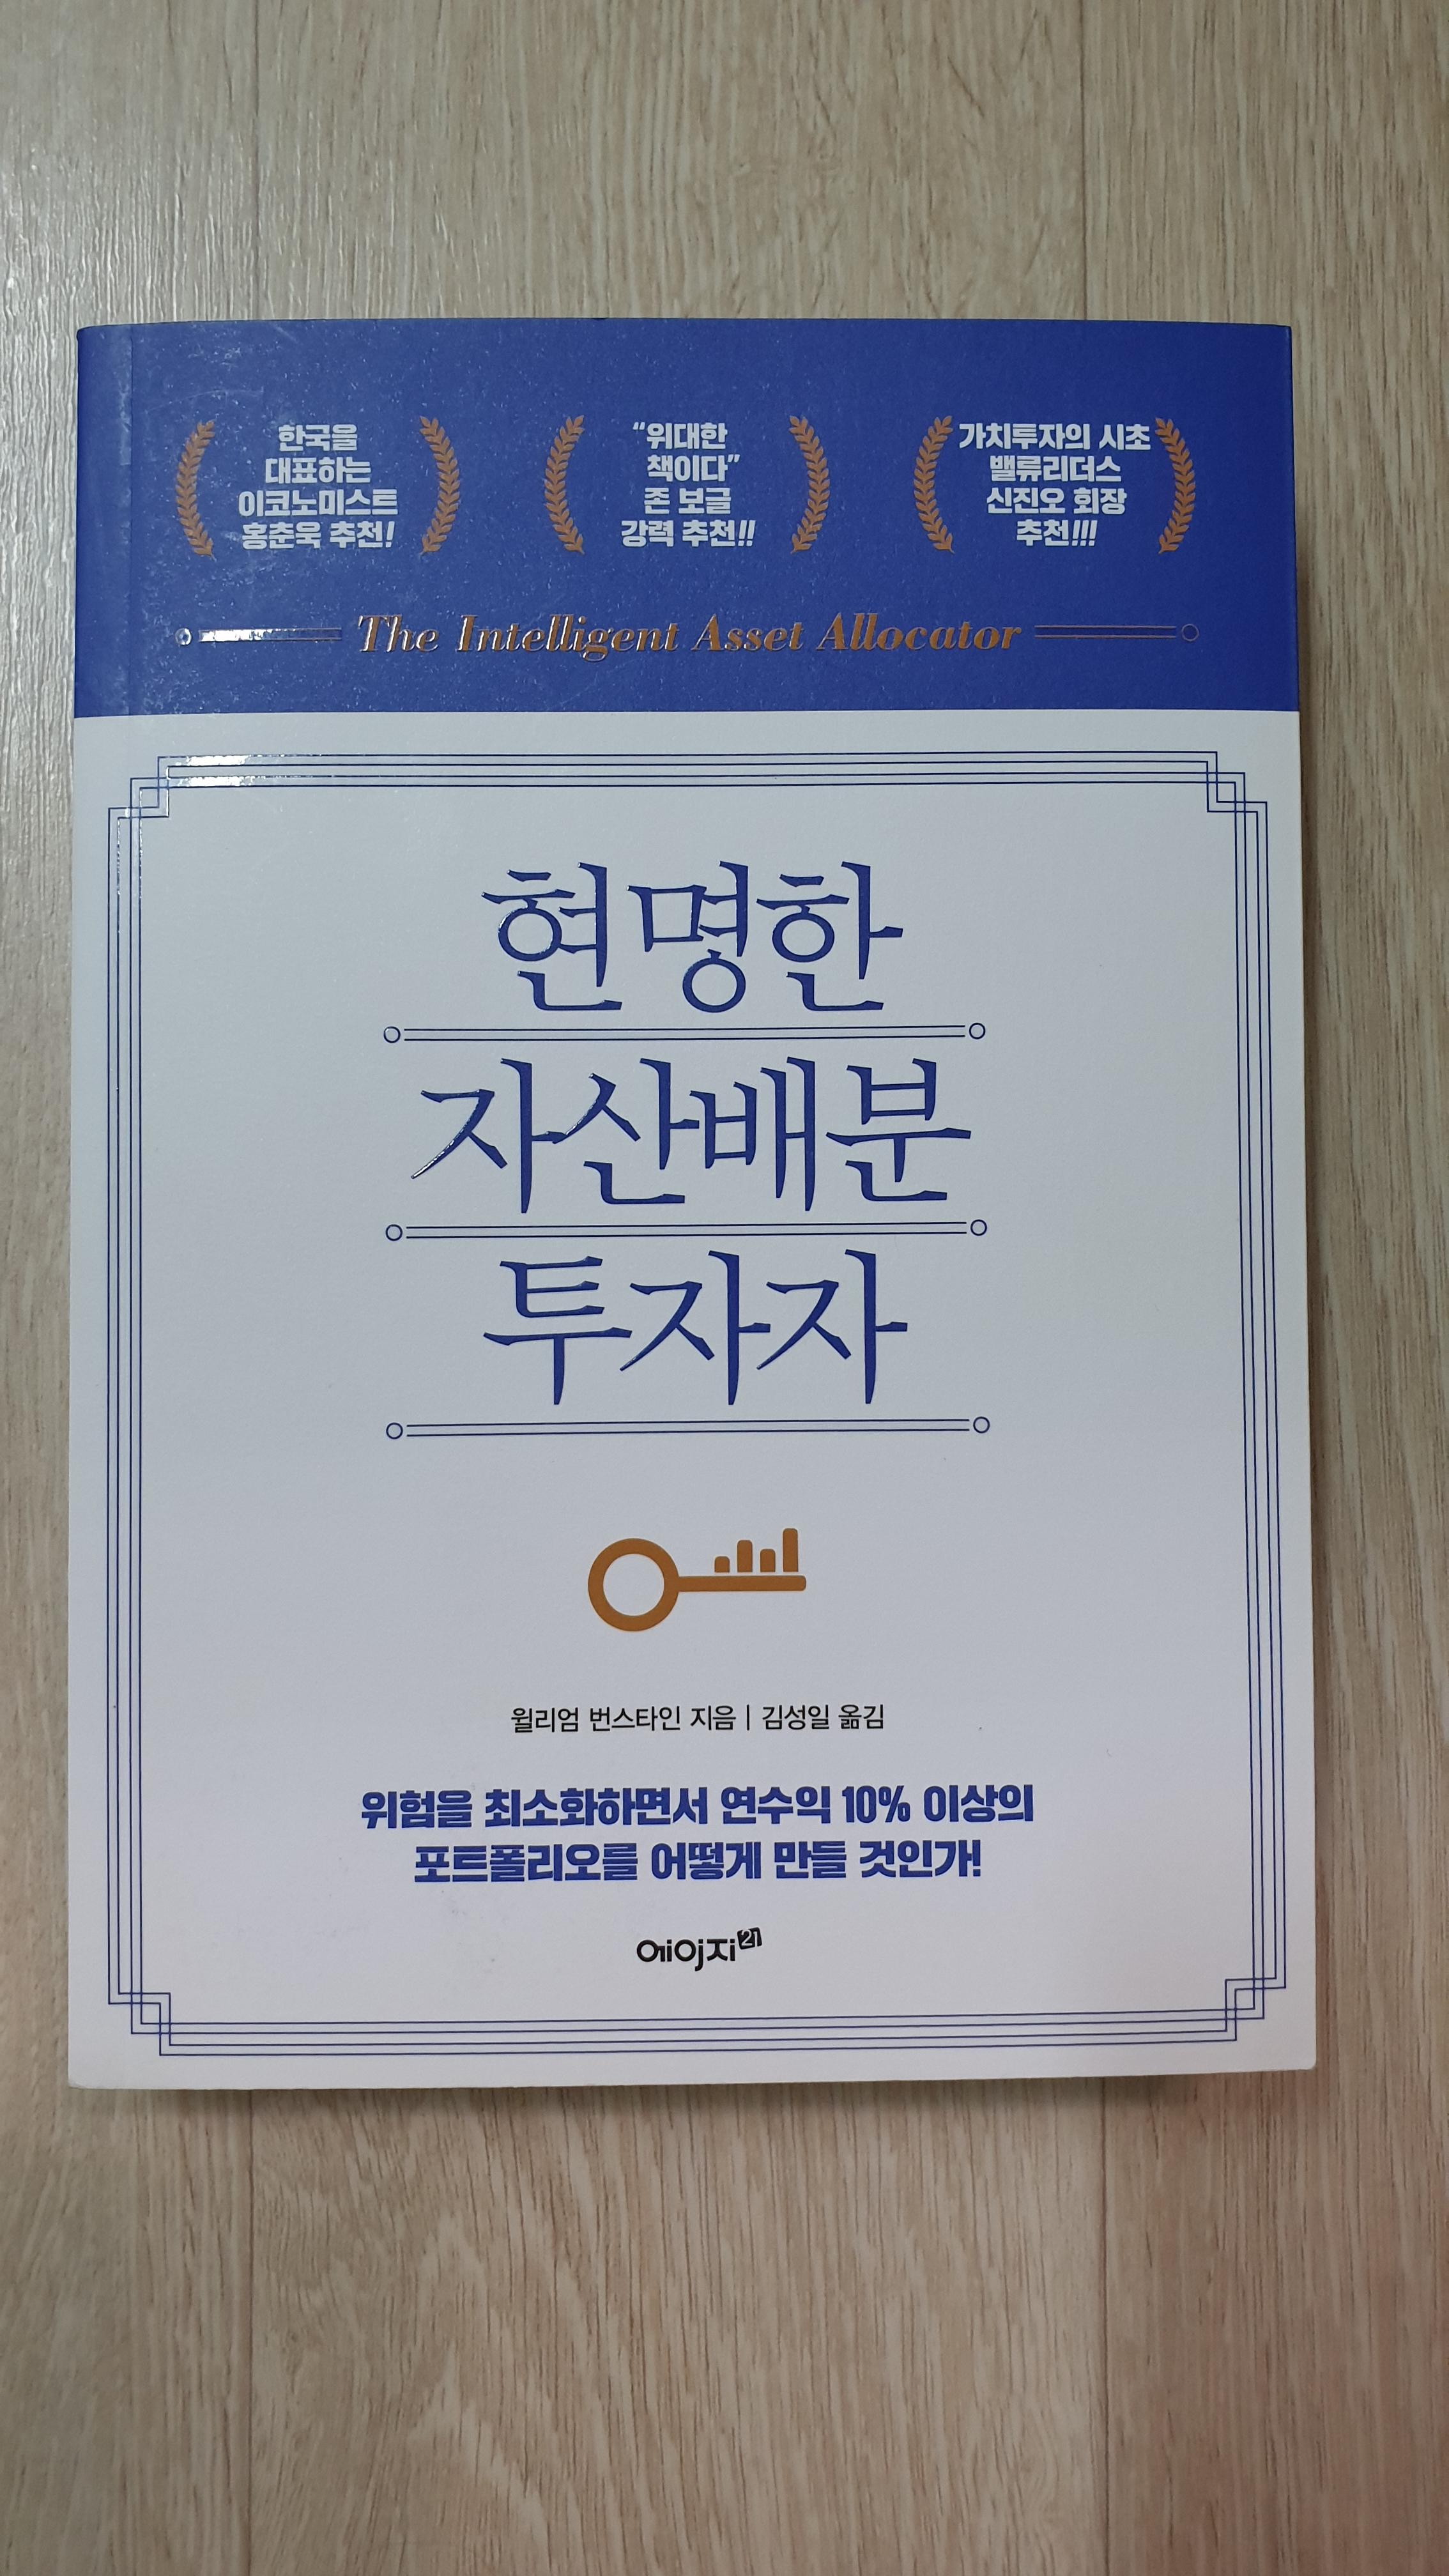 한국을
대표하는
이코노미스트
홍춘욱 추천!
“위대한
책이다”
존 보글
강력 추천!!
가치투자의 시초
밸류리더스
신진오 회장
추천!!!
The Intelligent Asset Allocator
현명한
자산배분
투자자
윌리엄 번스타인 지음 | 김성일 옮김
위험을 최소화하면서 연수익 10% 이상의
포트폴리오를 어떻게 만들 것인가!
에이지21